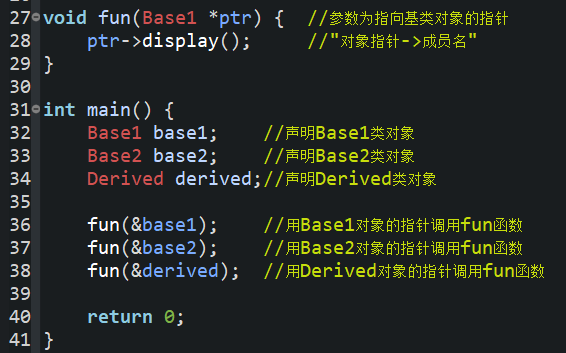 27 void fun(Base1 *ptr) {  //参数为指向基类对象的指针
28     ptr->display();     //"对象指针->成员名"
29 }
30
31 int main() {
32     Base1 base1;    //声明Base1类对象
33     Base2 base2;    //声明Base2类对象
34     Derived derived;//声明Derived类对象
35
36     fun(&base1);    //用Base1对象的指针调用fun函数
37     fun(&base2);    //用Base2对象的指针调用fun函数
38     fun(&derived);  //用Derived对象的指针调用fun函数
39
40     return 0;
41 }